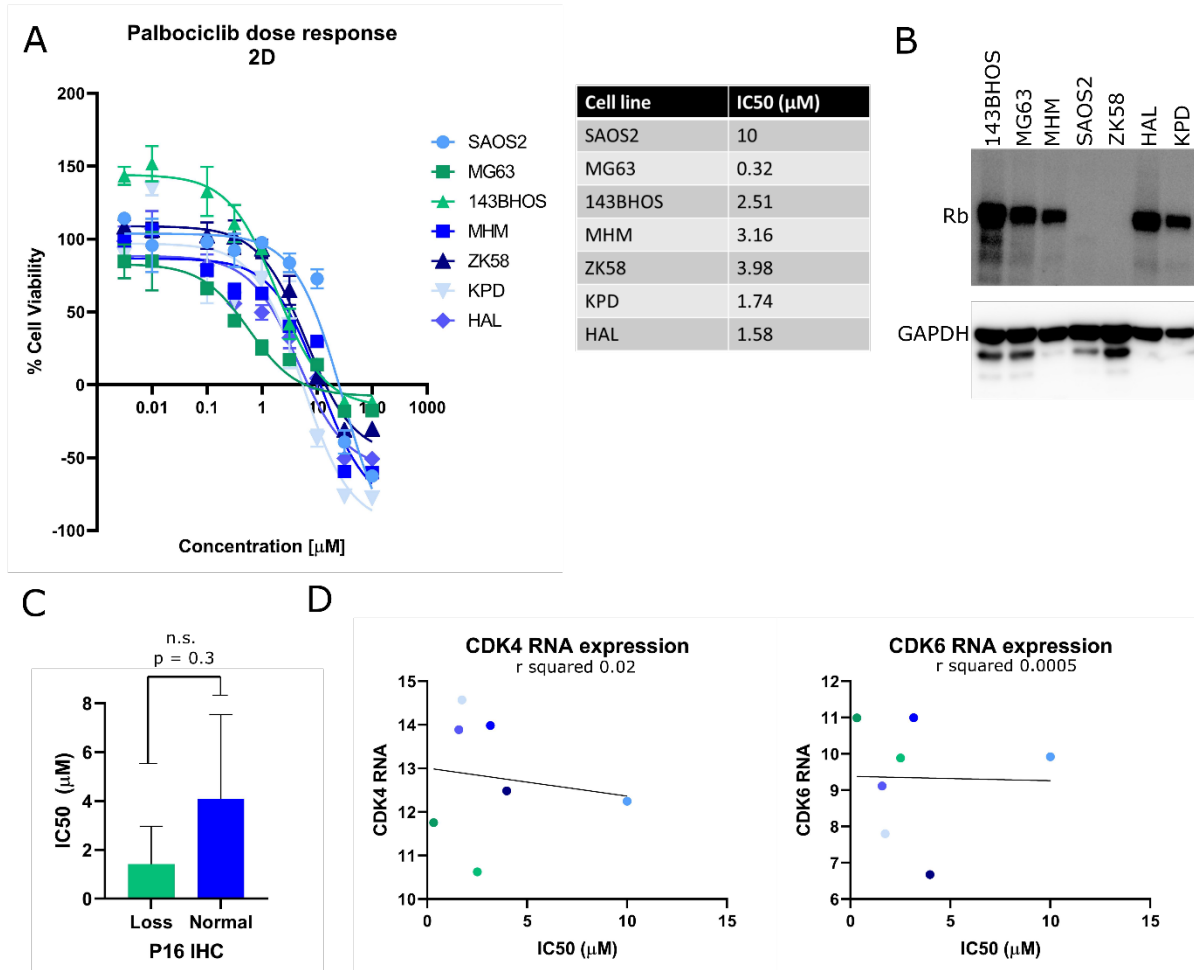 A
Palbociclib dose response
2D
200
150
100
50
0
-50
-100
% Cell Viability
0.01 0.1 1 10 100 1000
Concentration [µM]
SAOS2
MG63
143BHOS
MHM
ZK58
KPD
HAL
Cell line IC50 (µM)
SAOS2 10
MG63 0.32
143BHOS 2.51
MHM 3.16
ZK58 3.98
KPD 1.74
HAL 1.58
B
143BHOS MG63 MHM SAOS2 ZK58 HAL KPD
Rb
GAPDH
C
n.s.
p = 0.3
8
6
4
2
0
IC50 (µM)
Loss Normal
P16 IHC
D
CDK4 RNA expression
r squared 0.02
15
14
13
12
11
10
CDK4 RNA
0 5 10 15
IC50 (µM)
CDK6 RNA expression
r squared 0.0005
12
11
10
9
8
7
6
CDK6 RNA
0 5 10 15
IC50 (µM)